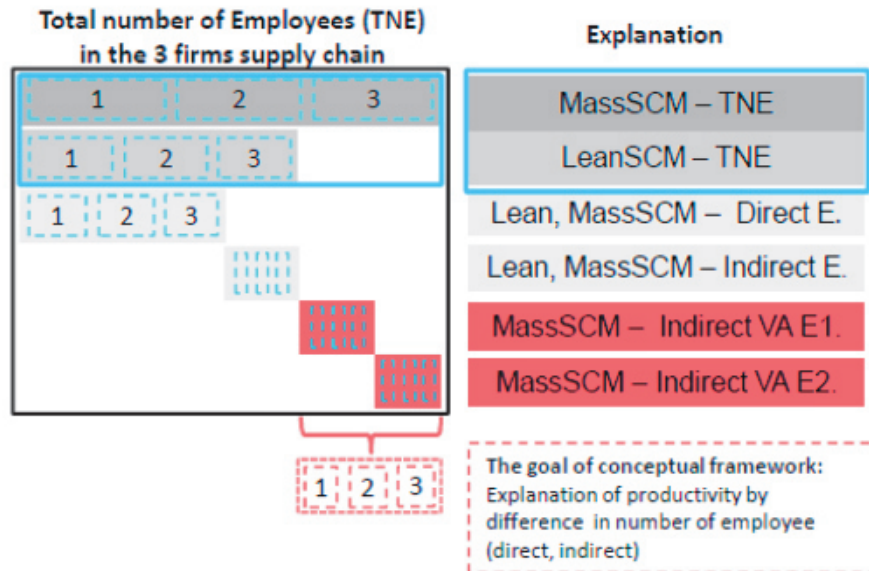 Total number of Employees (TNE)
in the 3 firms supply chain
Explanation
1 2 3
MassSCM – TNE
1 2 3
LeanSCM – TNE
1 2 3
Lean, MassSCM – Direct E.
Lean, MassSCM – Indirect E.
MassSCM – Indirect VA E1.
MassSCM – Indirect VA E2.
1 2 3
The goal of conceptual framework:
Explanation of productivity by
difference in number of employee
(direct, indirect)